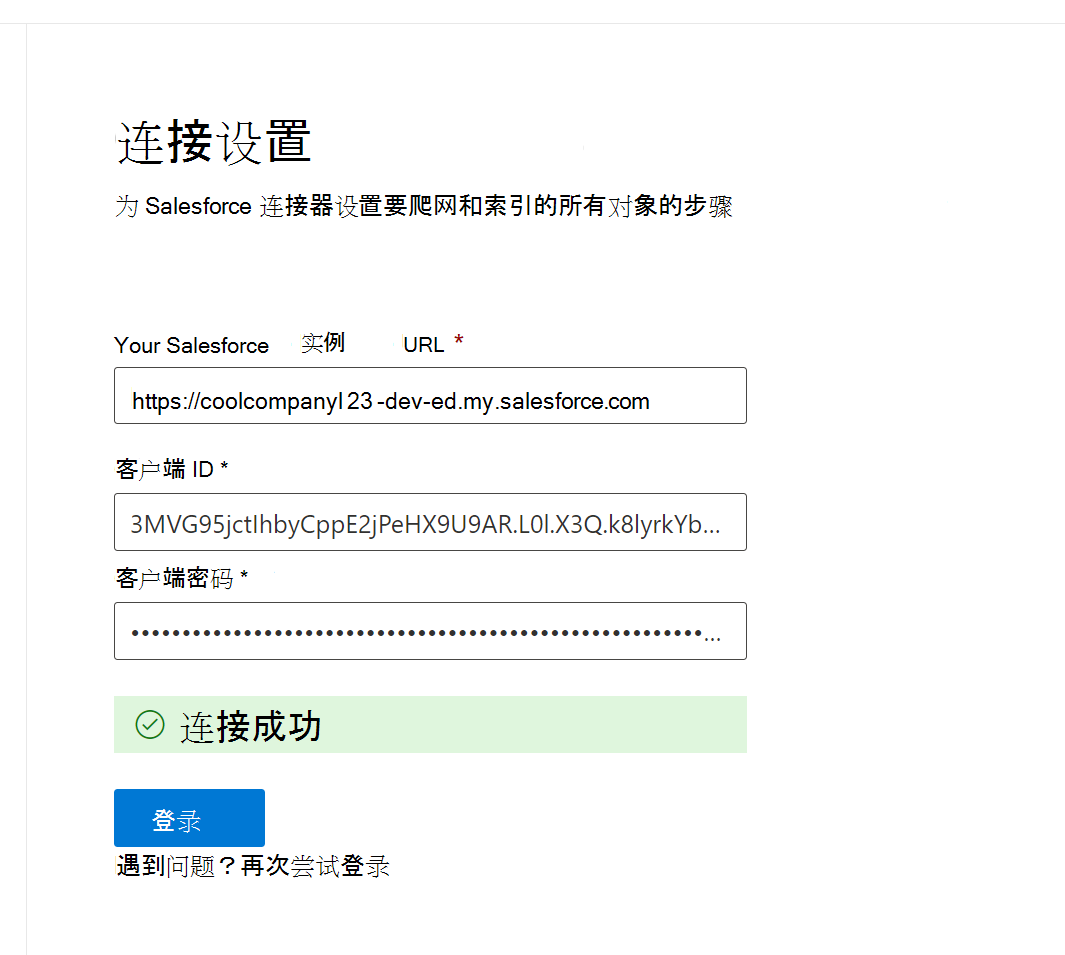 连接设置
为 Salesforce 连接器设置要爬网和索引的所有对象的步骤
Your Salesforce 实例 URL *
https://coolcompanyl 23 -dev-ed.my.salesforce.com
客户端 ID *
3MVG95jctIhbyCppE2jPeHX9U9AR.L0l.X3Q.k8lyrkYb...
客户端密码 *
••••••••••••••••••••••••••••••••••••••••••••••••••••••••...
连接成功
登录
遇到问题？再次尝试登录